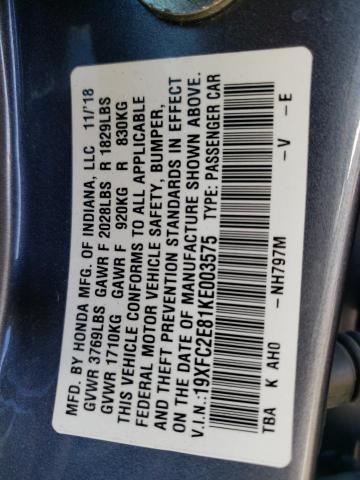 MFD. BY HONDA MFG. OF INDIANA, LLC 11/'18
GVWR 3769LBS GAWR F 2028LBS R 1829LBS
GVWR 1710KG GAWR F 920KG R 830KG
THIS VEHICLE CONFORMS TO ALL APPLICABLE
FEDERAL MOTOR VEHICLE SAFETY, BUMPER,
AND THEFT PREVENTION STANDARDS IN EFFECT
ON THE DATE OF MANUFACTURE SHOWN ABOVE.
V.I.N.: 19XFC2E81KE003575 TYPE: PASSENGER CAR
TBA K AH0 -NH797M -V -E